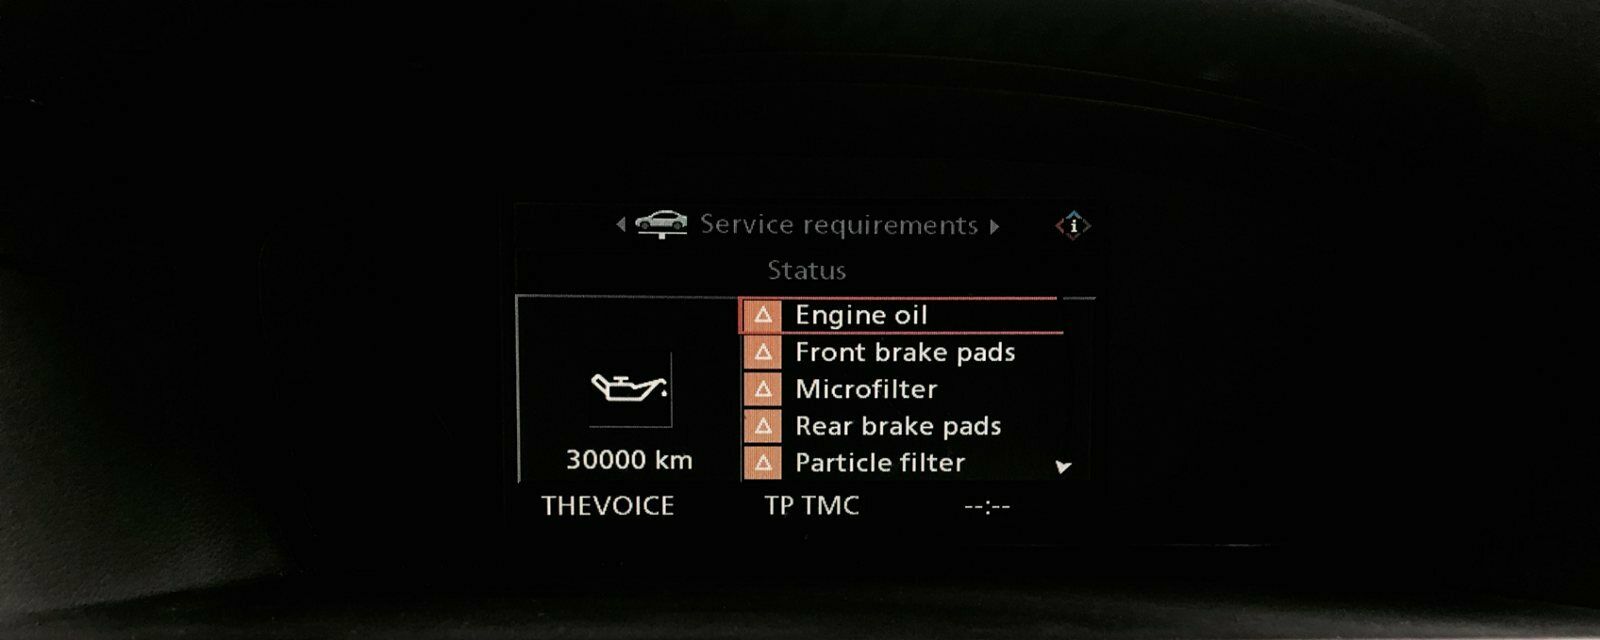 Service requirements
Status
Engine oil
Front brake pads
Microfilter
Rear brake pads
Particle filter
30000 km
THEVOICE TP TMC --:--